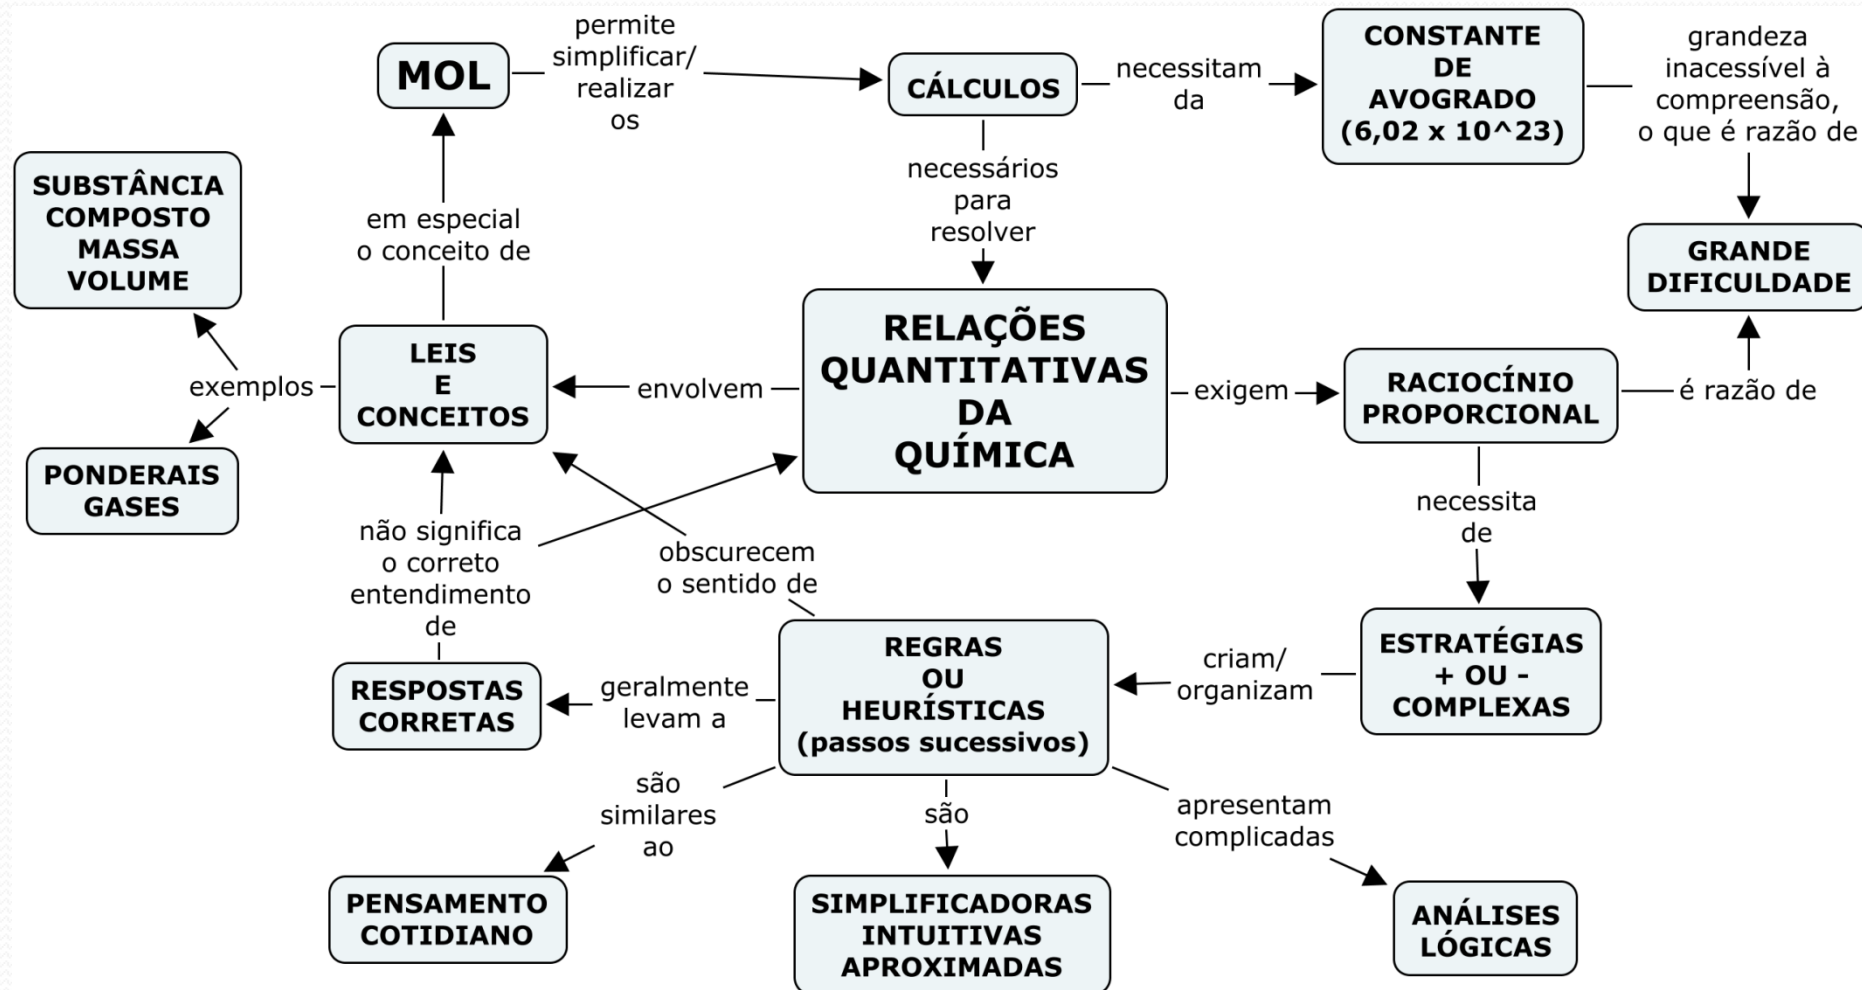 MOL
permite
simplificar/
realizar
os
CÁLCULOS
necessitam
da
CONSTANTE
DE
AVOGRADO
(6,02 x 10^23)
grandeza
inacessível à
compreensão,
o que é razão de
SUBSTÂNCIA
COMPOSTO
MASSA
VOLUME
em especial
o conceito de
necessários
para
resolver
GRANDE
DIFICULDADE
exemplos
LEIS
E
CONCEITOS
envolvem
RELAÇÕES
QUANTITATIVAS
DA
QUÍMICA
exigem
RACIOCÍNIO
PROPORCIONAL
é razão de
PONDERAIS
GASES
não significa
o correto
entendimento
de
obscurecem
o sentido de
necessita
de
RESPOSTAS
CORRETAS
geralmente
levam a
REGRAS
OU
HEURÍSTICAS
(passos sucessivos)
criam/
organizam
ESTRATÉGIAS
+ OU -
COMPLEXAS
são
similares
ao
são
apresentam
complicadas
PENSAMENTO
COTIDIANO
SIMPLIFICADORAS
INTUITIVAS
APROXIMADAS
ANÁLISES
LÓGICAS